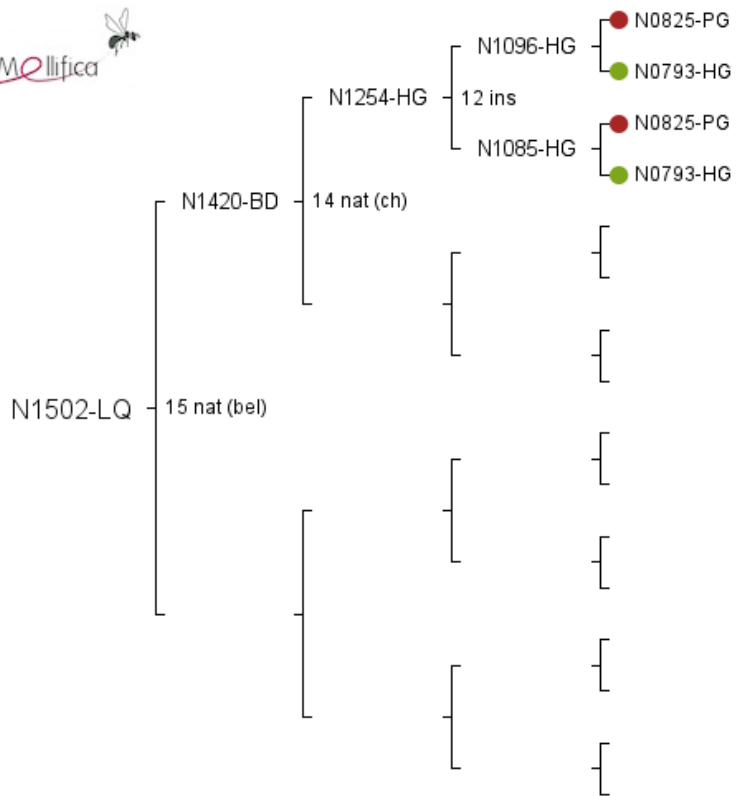 Mellifica
N0825-PG
N1096-HG
N0793-HG
N1254-HG
12 ins
N0825-PG
N1085-HG
N0793-HG
N1420-BD
14 nat (ch)
N1502-LQ
15 nat (bel)